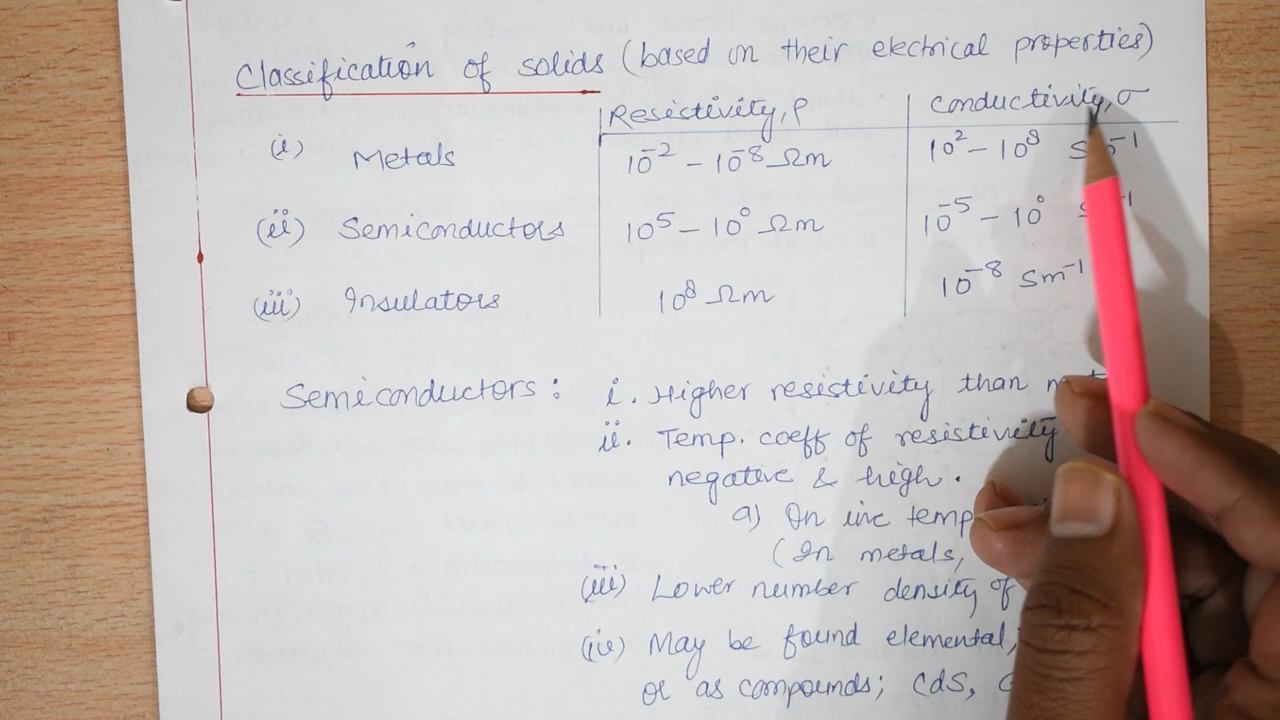 Classification of solids (based on their electrical properties)
Resistivity, ρ conductivity, σ
(i) Metals 10⁻² – 10⁻⁸ Ωm 10² – 10⁸ Sm⁻¹
(ii) Semiconductors 10⁵ – 10⁰ Ωm 10⁻⁵ – 10⁰
(iii) Insulators 10⁸ Ωm 10⁻⁸ Sm⁻¹
Semiconductors : i. Higher resistivity than
ii. Temp. coeff of resistivity
negative & high.
a) On inc temp
(In metals,
(iii) Lower number density of
(iv) May be found elemental,
or as compounds; CdS,